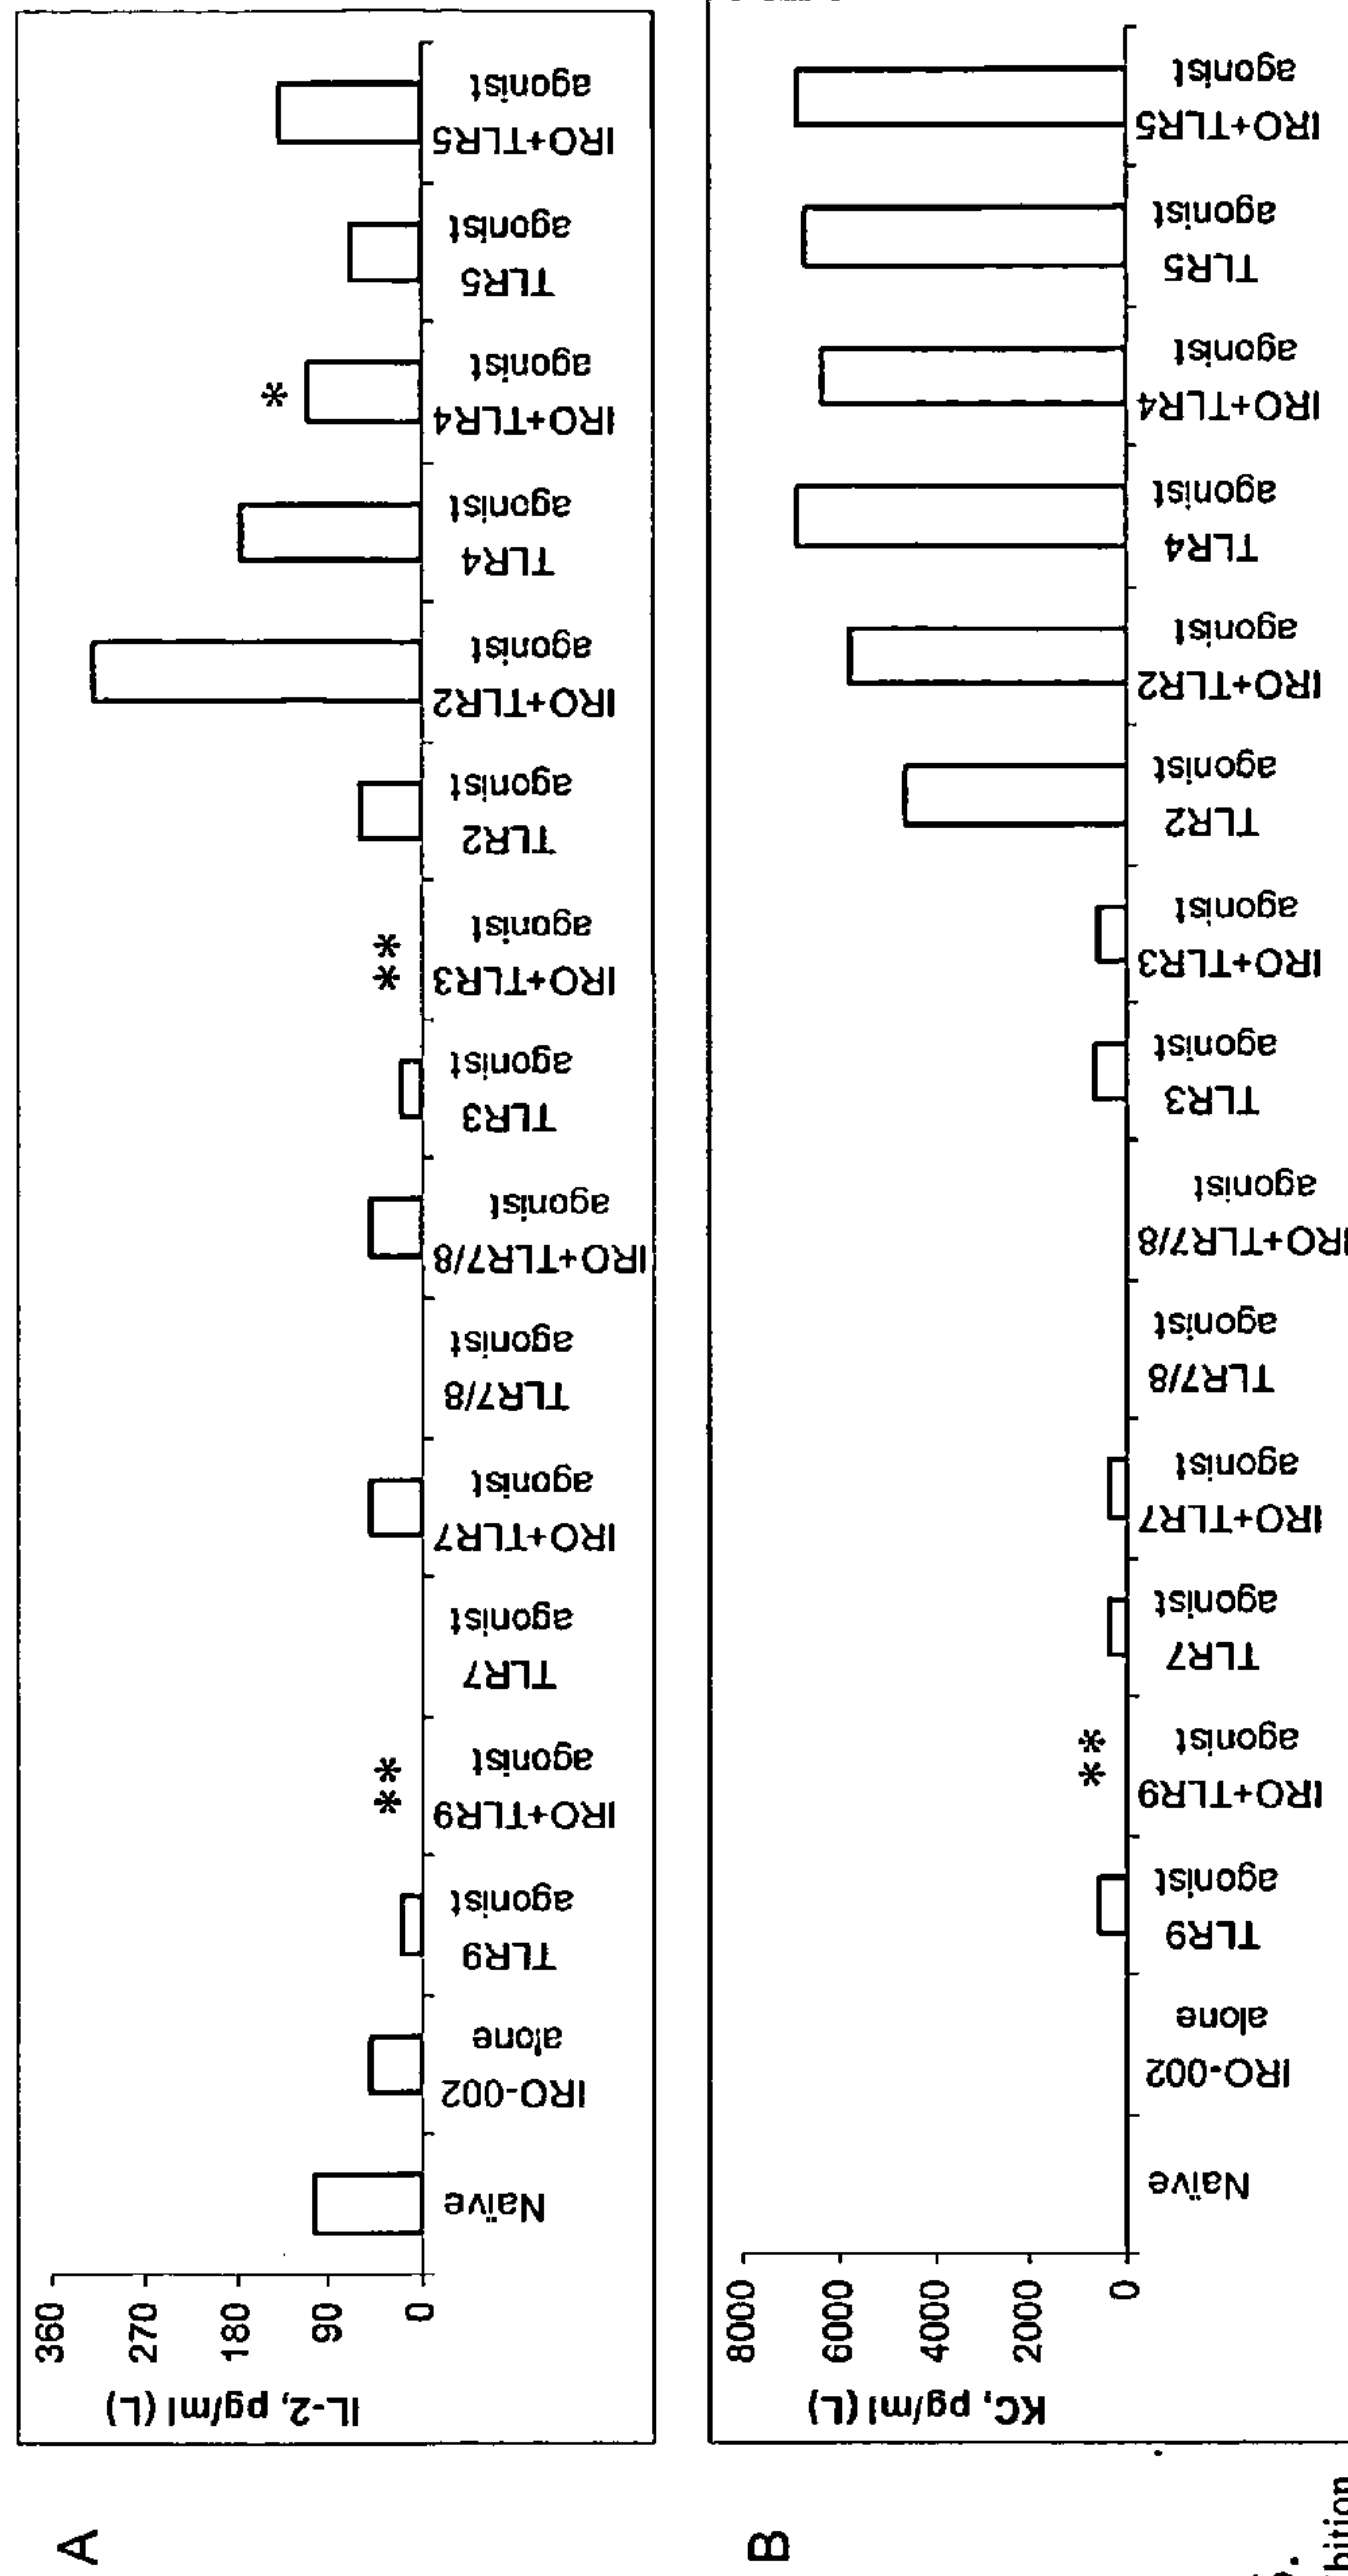 A
IL-2, pg/ml (L)
360
270
180
90
0
Naïve
IRO-002
alone
TLR9
agonist
**
IRO+TLR9
agonist
TLR7
agonist
IRO+TLR7
agonist
TLR7/8
agonist
IRO+TLR7/8
agonist
TLR3
agonist
**
IRO+TLR3
agonist
TLR2
agonist
IRO+TLR2
agonist
TLR4
agonist
*
IRO+TLR4
agonist
TLR5
agonist
IRO+TLR5
agonist
B
KC, pg/ml (L)
8000
6000
4000
2000
0
Naïve
IRO-002
alone
TLR9
agonist
**
IRO+TLR9
agonist
TLR7
agonist
IRO+TLR7
agonist
TLR7/8
agonist
IRO+TLR7/8
agonist
TLR3
agonist
IRO+TLR3
agonist
TLR2
agonist
IRO+TLR2
agonist
TLR4
agonist
IRO+TLR4
agonist
TLR5
agonist
IRO+TLR5
agonist